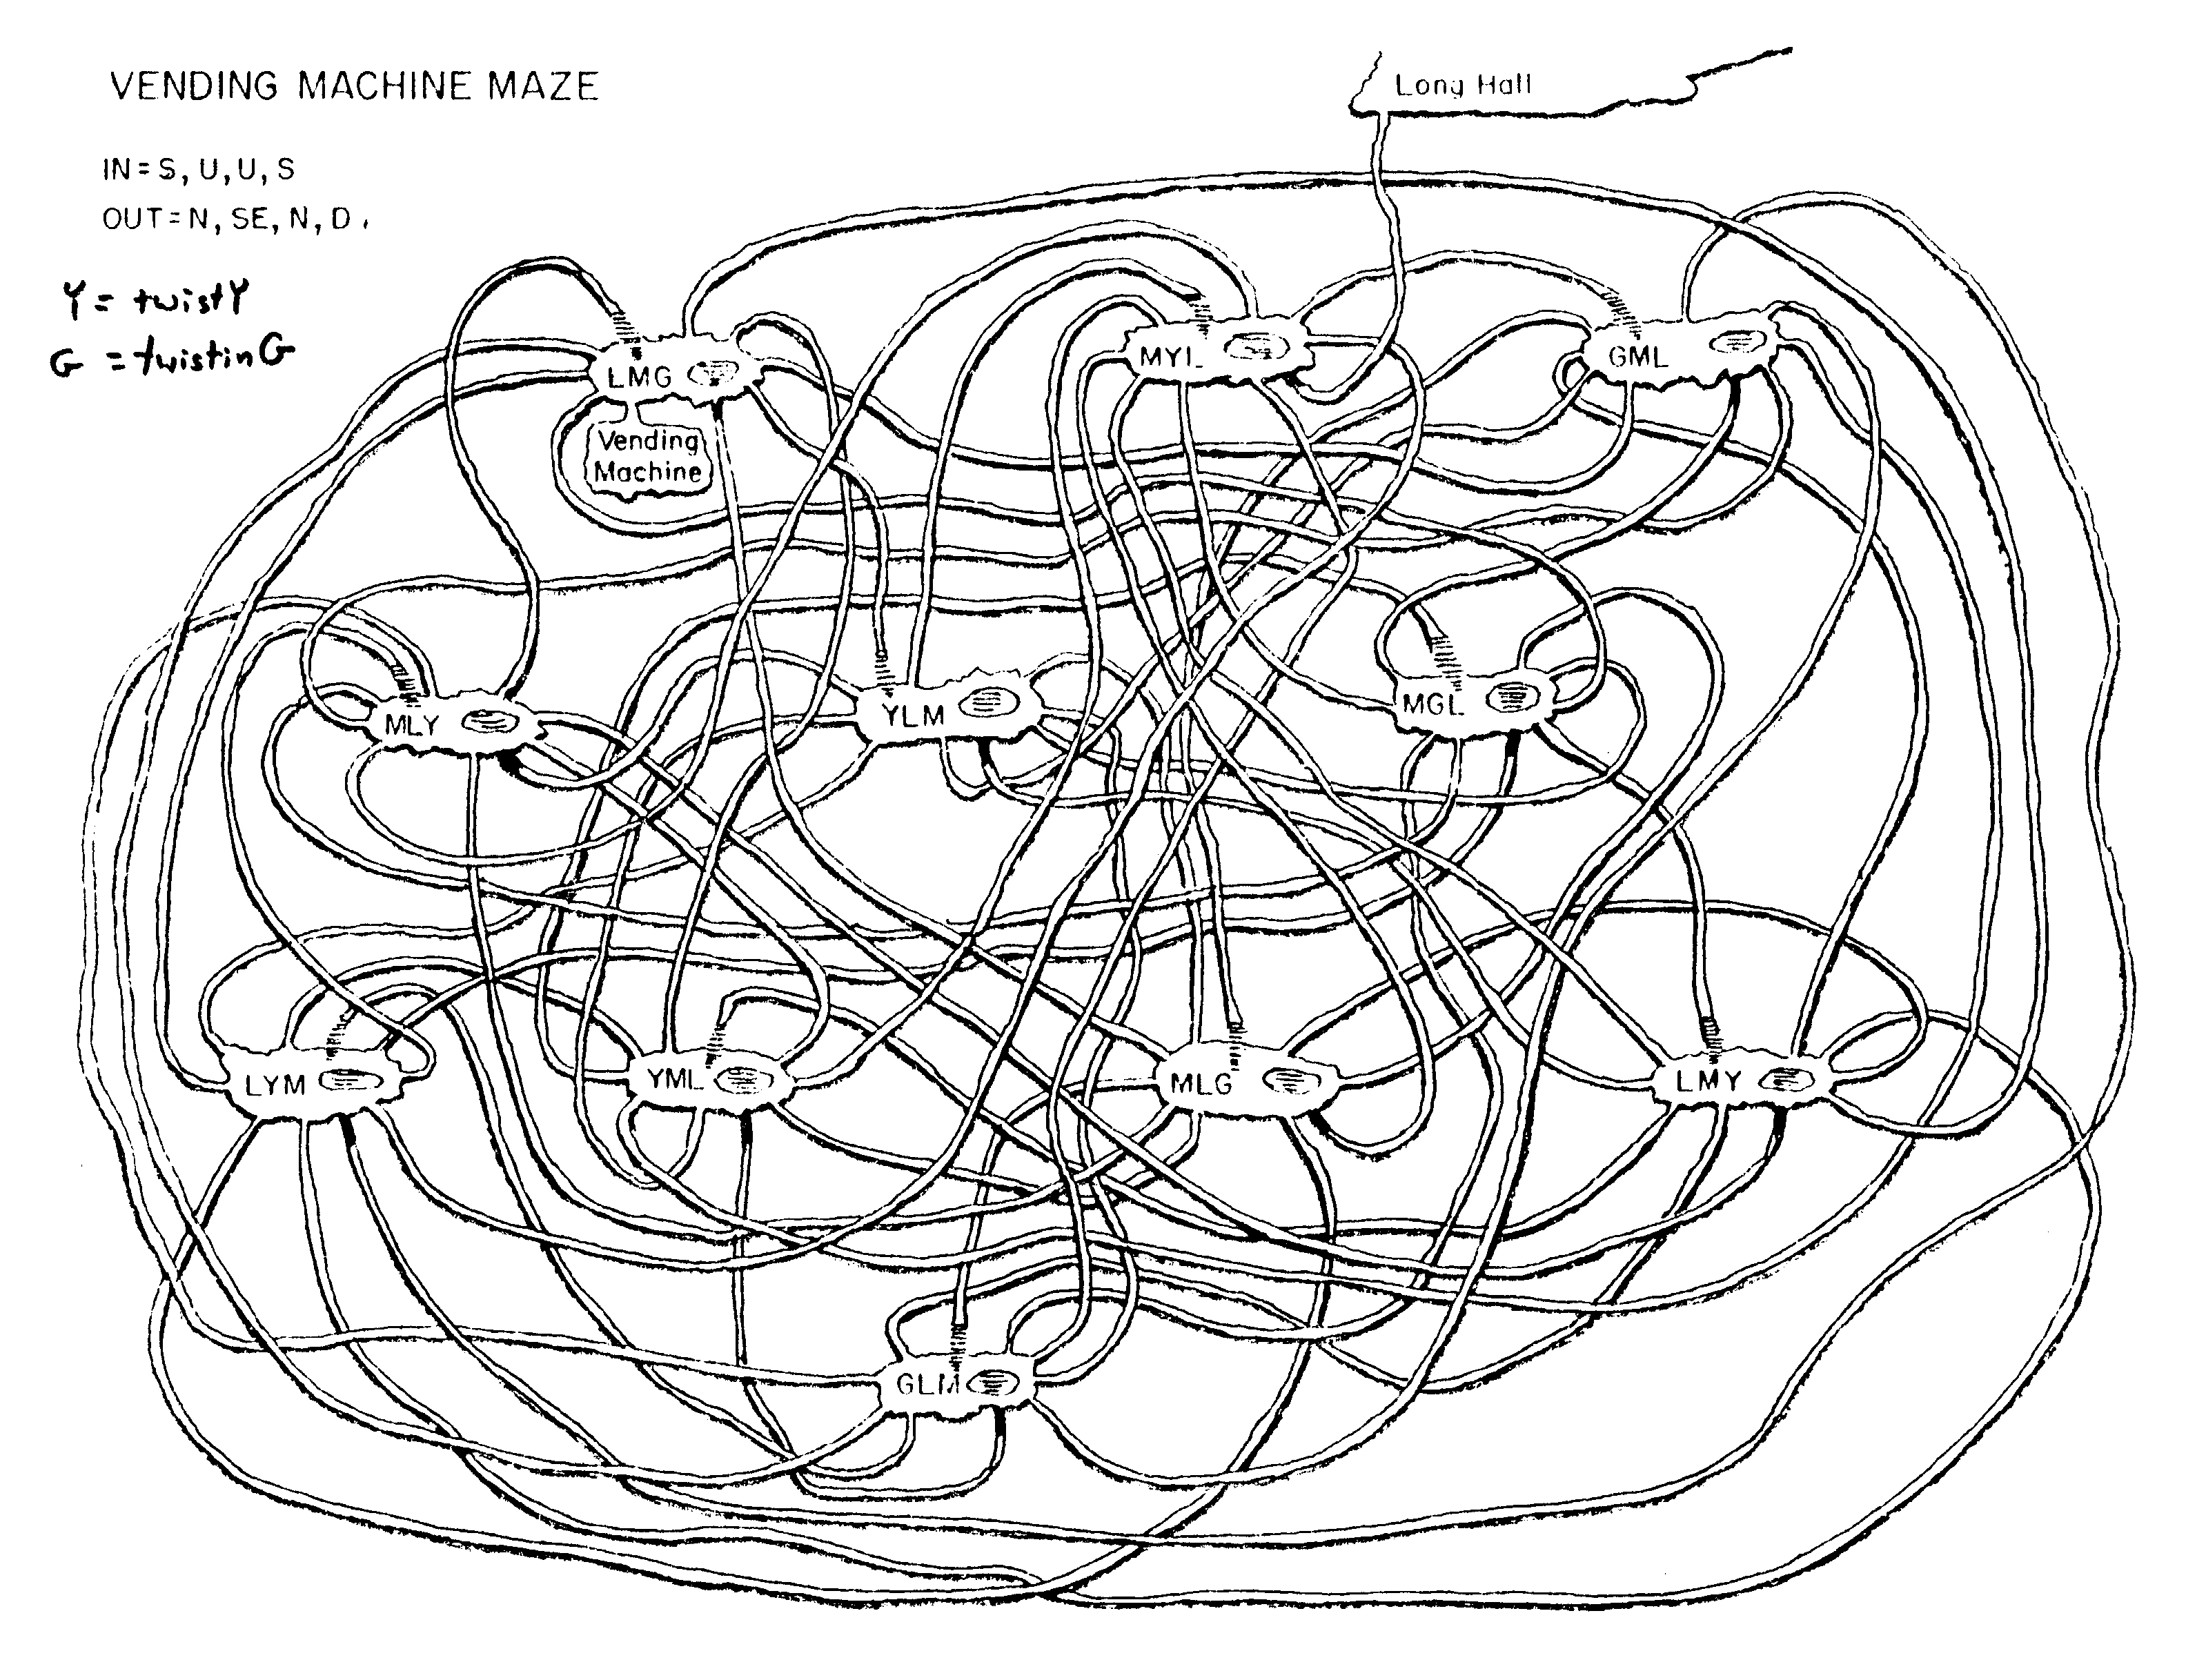 VENDING MACHINE MAZE
Long Hall
IN = S, U, U, S
OUT = N, SE, N, D.
Y = twistY
G = twistinG
LMG
MYL
GML
Vending
Machine
MLY
YLM
MGL
LYM
YML
MLG
LMY
GLM